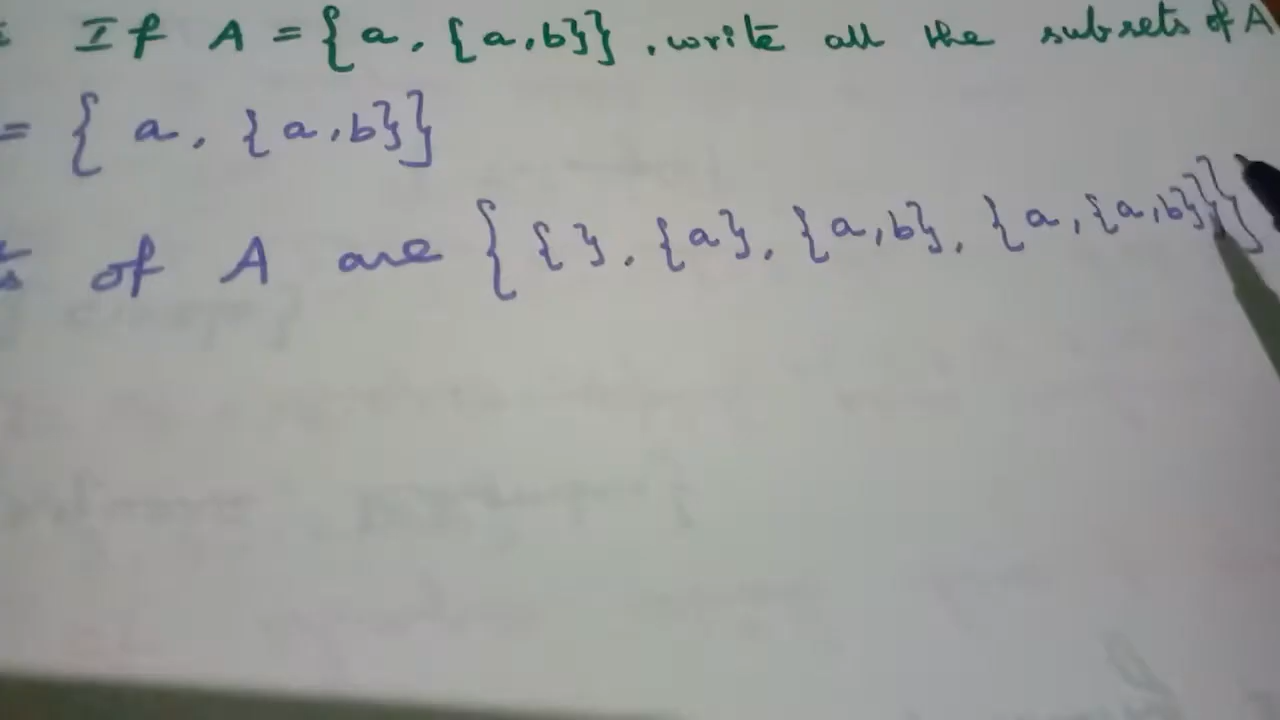 If A = {a, {a,b}}, write all the subsets of A
= { a, {a,b}}
of A are { { }, {a}, {a,b}, {a, {a,b}}}